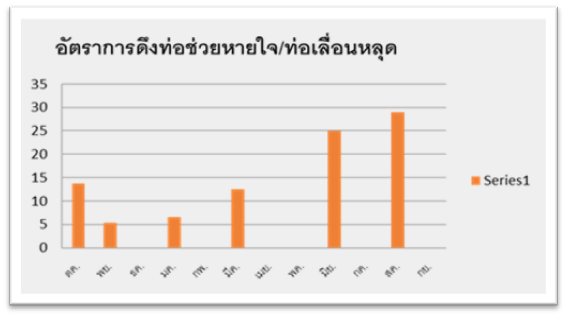 อัตราการดึงท่อช่วยหายใจ/ท่อเลื่อนหลุด
35
30
25
20
15
10
5
0
ตค. พย. ธค. มค. กพ. มีค. เมย. พค. มิย. กค. สค. กย.
Series1